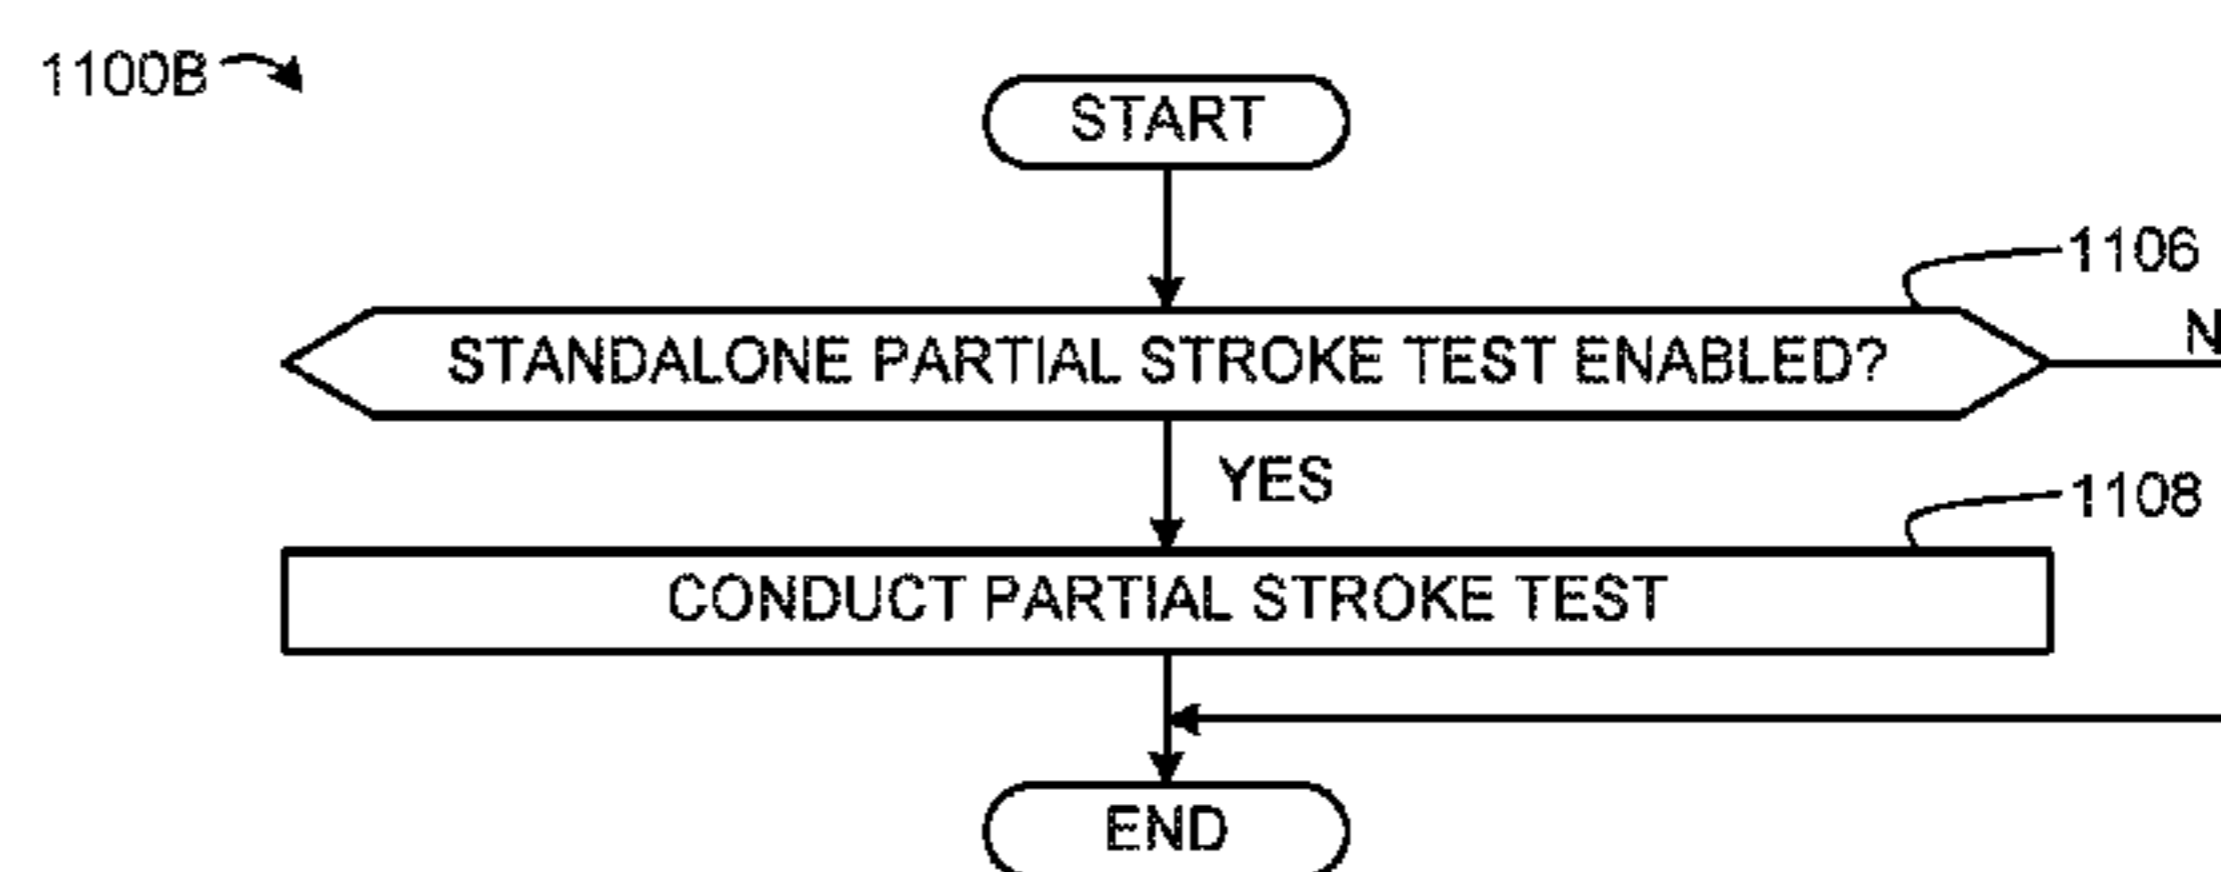 1100B
START
1106
STANDALONE PARTIAL STROKE TEST ENABLED?
YES
1108
CONDUCT PARTIAL STROKE TEST
END